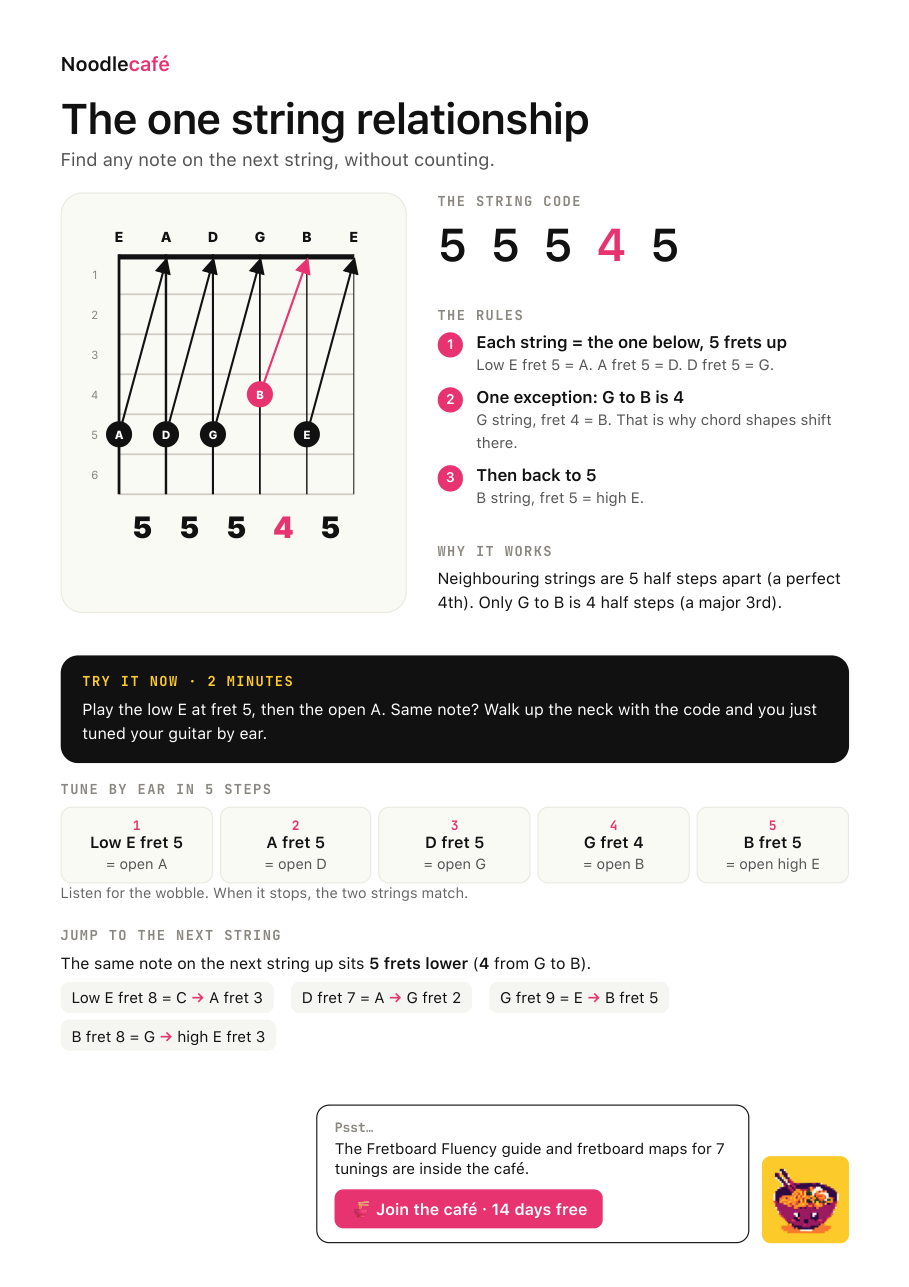 Noodlecafé
The one string relationship
Find any note on the next string, without counting.
E A D G B E
1
2
3
4 B
5 A D G E
6
5 5 5 4 5
THE STRING CODE
5 5 5 4 5
THE RULES
1 Each string = the one below, 5 frets up
Low E fret 5 = A. A fret 5 = D. D fret 5 = G.
2 One exception: G to B is 4
G string, fret 4 = B. That is why chord shapes shift
there.
3 Then back to 5
B string, fret 5 = high E.
WHY IT WORKS
Neighbouring strings are 5 half steps apart (a perfect
4th). Only G to B is 4 half steps (a major 3rd).
TRY IT NOW · 2 MINUTES
Play the low E at fret 5, then the open A. Same note? Walk up the neck with the code and you just
tuned your guitar by ear.
TUNE BY EAR IN 5 STEPS
1
Low E fret 5
= open A
2
A fret 5
= open D
3
D fret 5
= open G
4
G fret 4
= open B
5
B fret 5
= open high E
Listen for the wobble. When it stops, the two strings match.
JUMP TO THE NEXT STRING
The same note on the next string up sits 5 frets lower (4 from G to B).
Low E fret 8 = C → A fret 3
D fret 7 = A → G fret 2
G fret 9 = E → B fret 5
B fret 8 = G → high E fret 3
Psst…
The Fretboard Fluency guide and fretboard maps for 7
tunings are inside the café.
Join the café · 14 days free